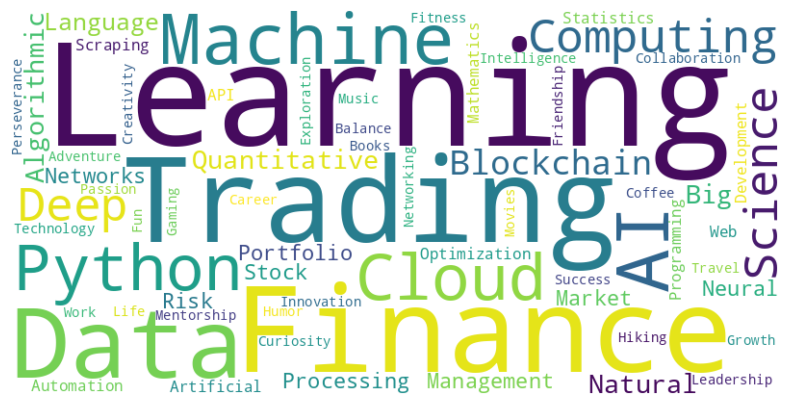 Language
Fitness
Statistics
Scraping
Machine
Computing
Intelligence
Collaboration
Algorithmic
Perseverance
Creativity
Learning
API
Exploration
Music
Mathematics
Friendship
Balance
Books
Adventure
Quantitative
Blockchain
Science
Development
Networks
Passion
Trading
Networking
Coffee
Big
Deep
Fun
Gaming
Career
Movies
AI
Programming
Web
Technology
Python
Portfolio
Optimization
Stock
Cloud
Success
Travel
Neural
Risk
Innovation
Market
Work
Life
Mentorship
Humor
Data
Finance
Curiosity
Hiking
Growth
Automation
Artificial
Processing
Management
Natural
Leadership